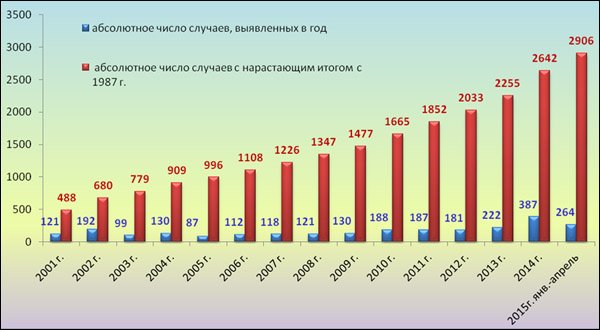 абсолютное число случаев, выявленных в год
абсолютное число случаев с нарастающим итогом с
1987 г.
3500
3000
2500
2000
1500
1000
500
0
121 488
192 680
99 779
130 909
87 996
112 1108
118 1226
121 1347
130 1477
188 1665
187 1852
181 2033
222 2255
387 2642
264 2906
2001 г.
2002 г.
2003 г.
2004 г.
2005 г.
2006 г.
2007 г.
2008 г.
2009 г.
2010 г.
2011 г.
2012 г.
2013 г.
2014 г.
2015г. янв.-апрель